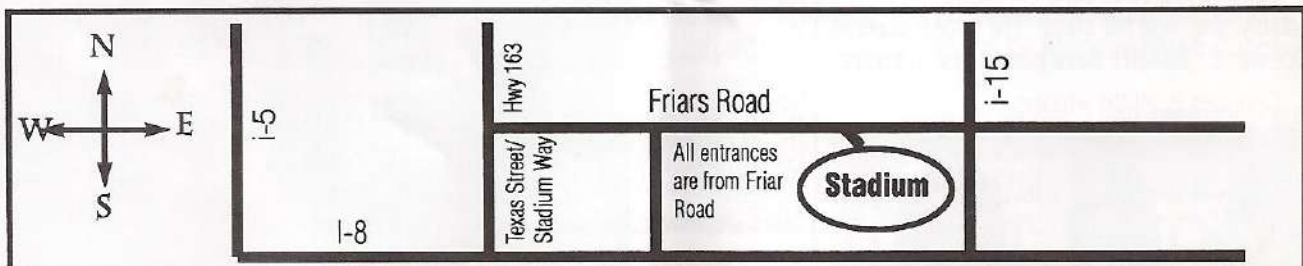 N
W E
S
i-5
I-8
Hwy 163
Texas Street/
Stadium Way
Friars Road
All entrances
are from Friar
Road
Stadium
i-15